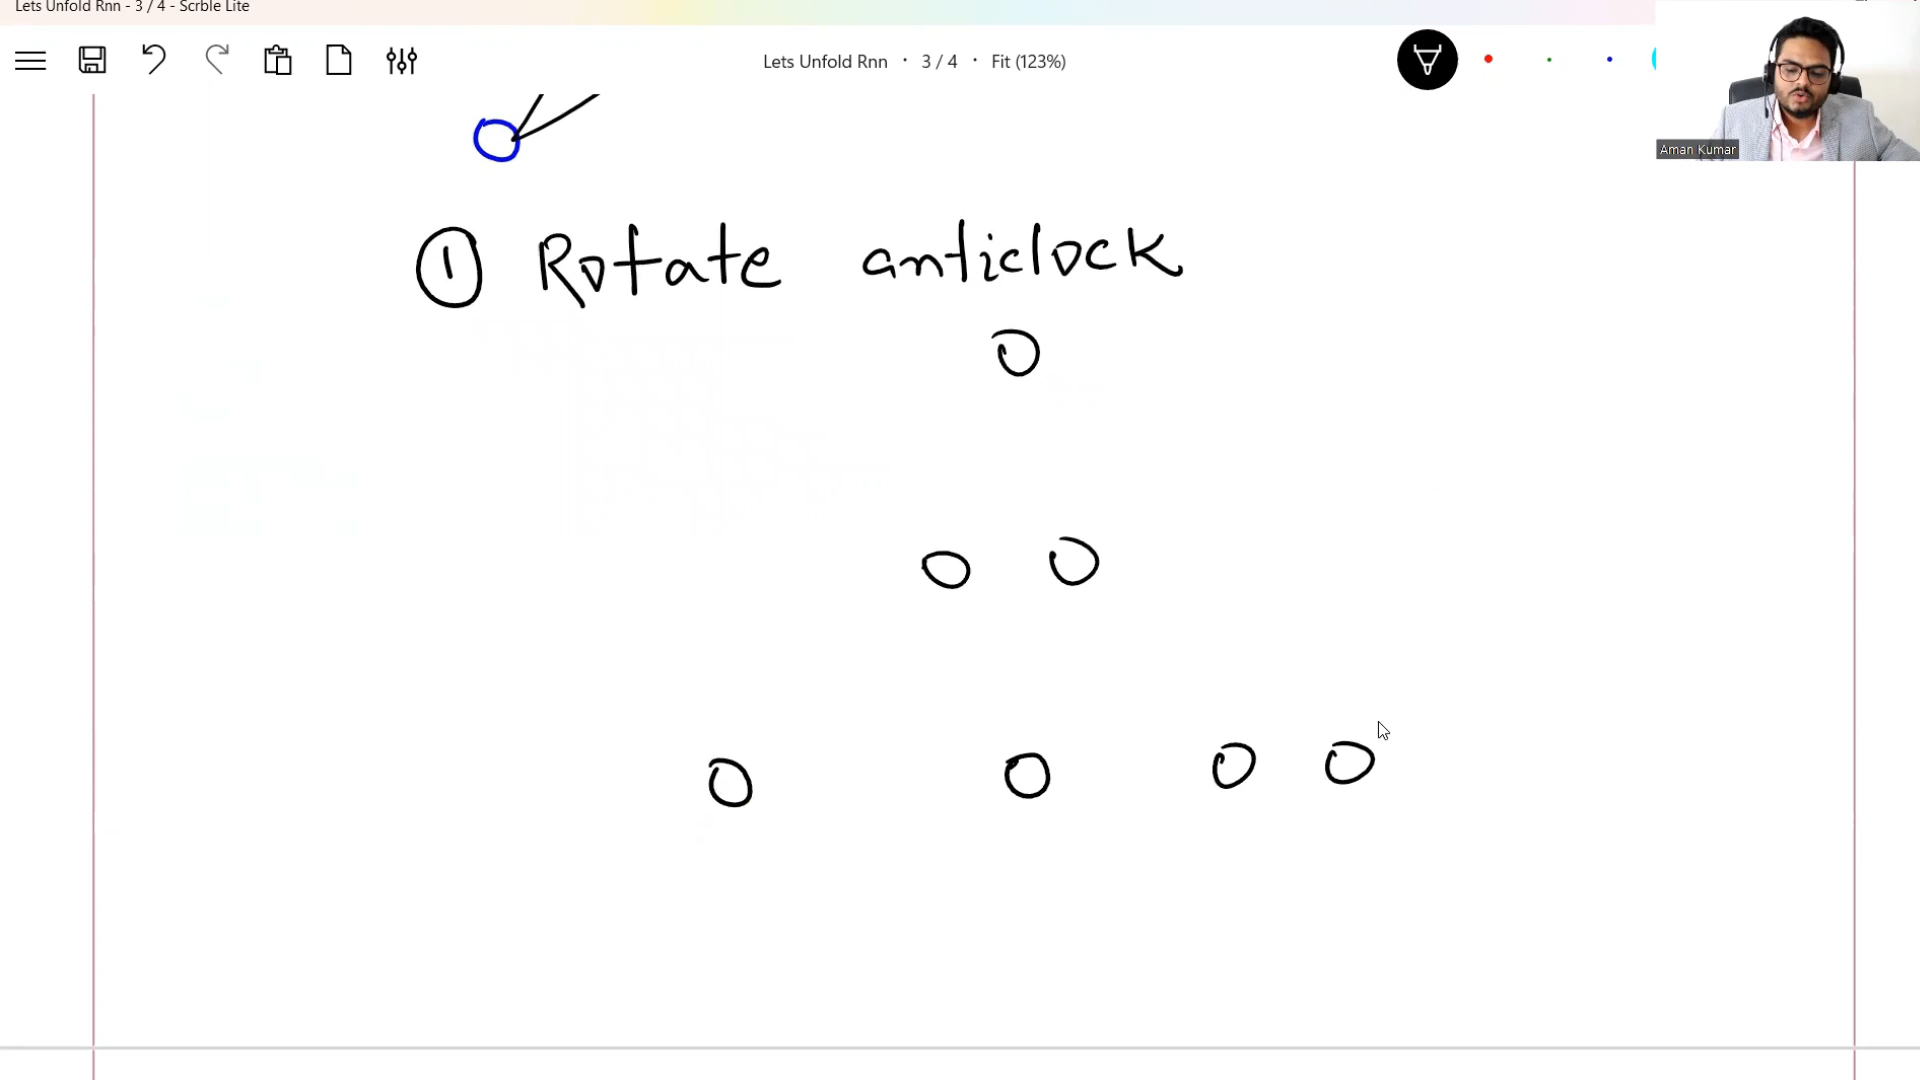 Lets Unfold Rnn - 3 / 4 - Scrble Lite
Lets Unfold Rnn • 3 / 4 • Fit (123%)
Aman Kumar
① Rotate anticlock